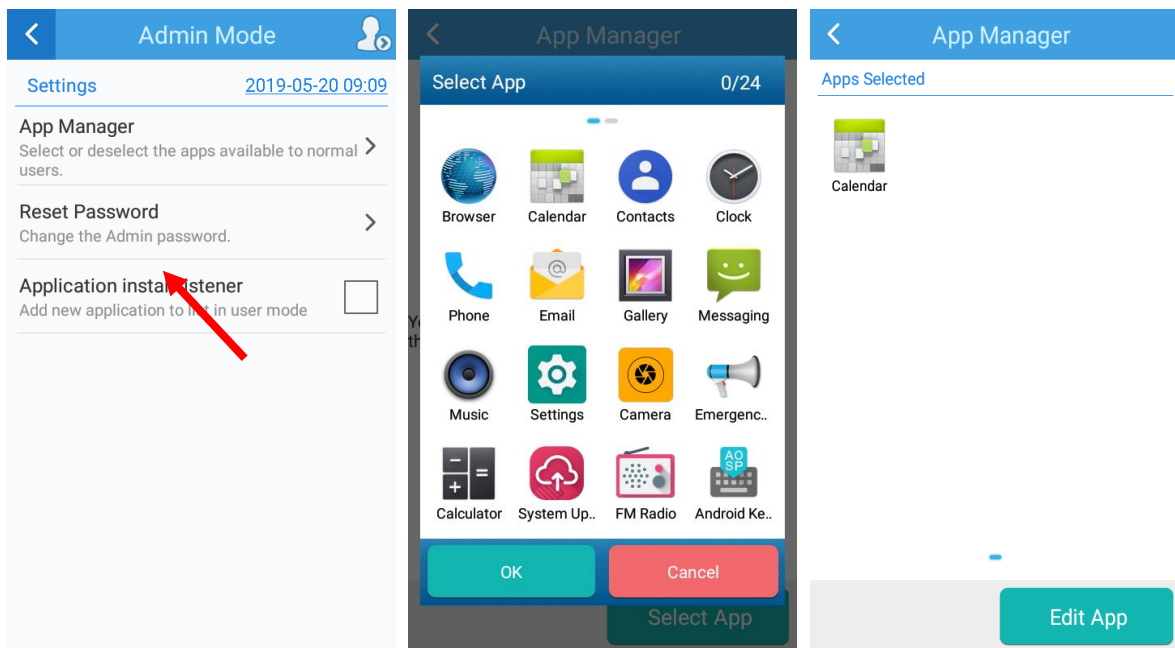 Admin Mode
Settings
2019-05-20 09:09
App Manager
Select or deselect the apps available to normal
users.
Reset Password
Change the Admin password.
Application listener
Add new application to in user mode
App Manager
Select App
0/24
Browser
Calendar
Contacts
Clock
Phone
Email
Gallery
Messaging
Music
Settings
Camera
Emergenc..
Calculator
System Up..
FM Radio
AO
SP
Android Ke..
OK
Cancel
Select App
App Manager
Apps Selected
Calendar
Edit App